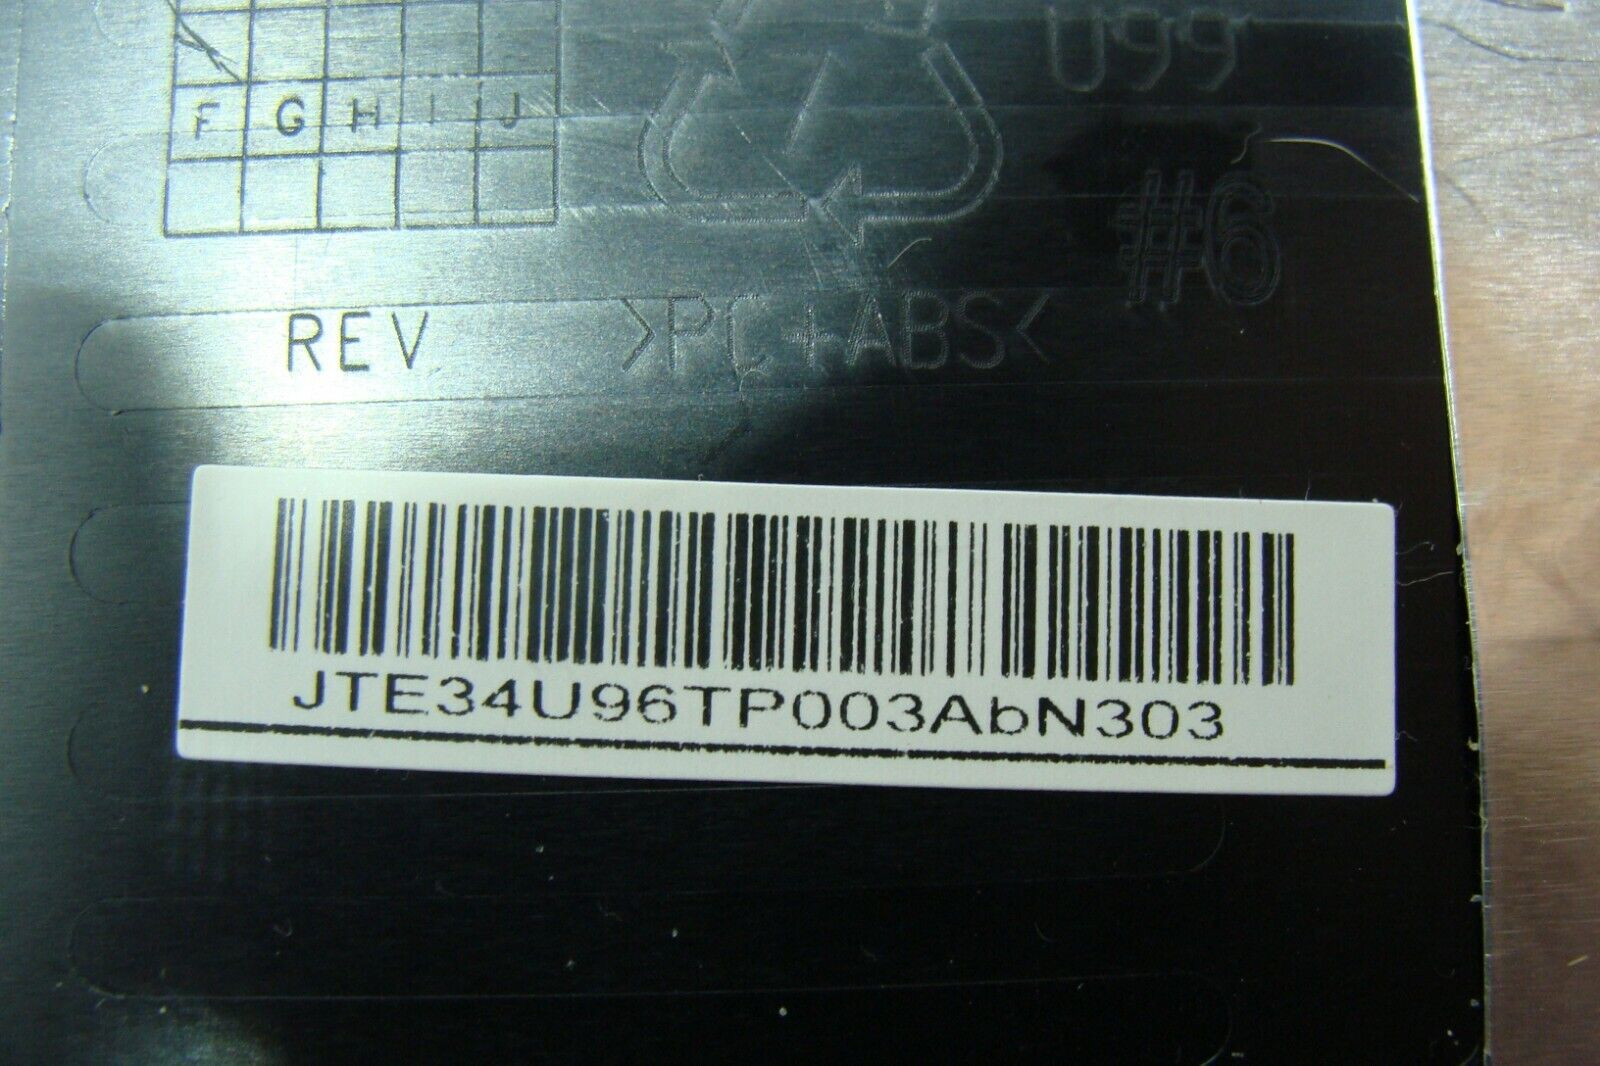 U99
F G H I J
#6
REV >PC+ABS<
JTE34U96TP003AbN303